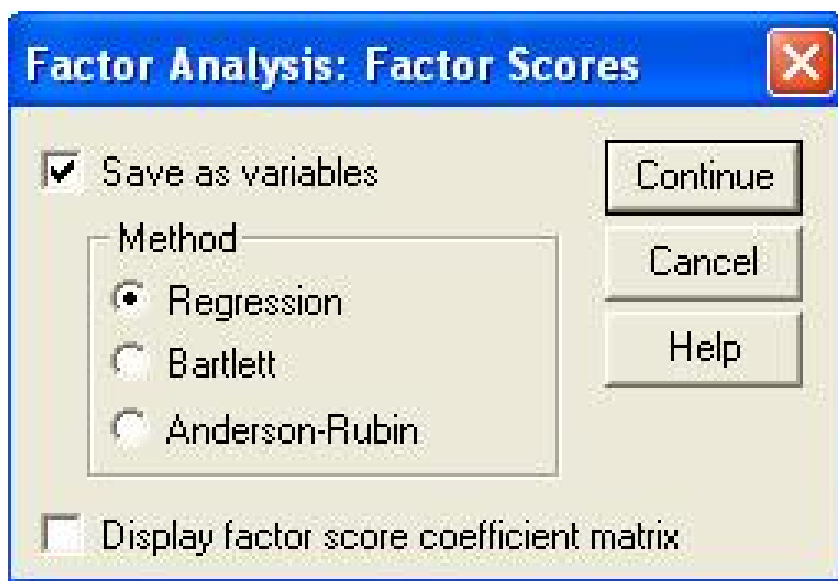 Factor Analysis: Factor Scores
Save as variables
Continue
Method
Cancel
Regression
Help
Bartlett
Anderson-Rubin
Display factor score coefficient matrix